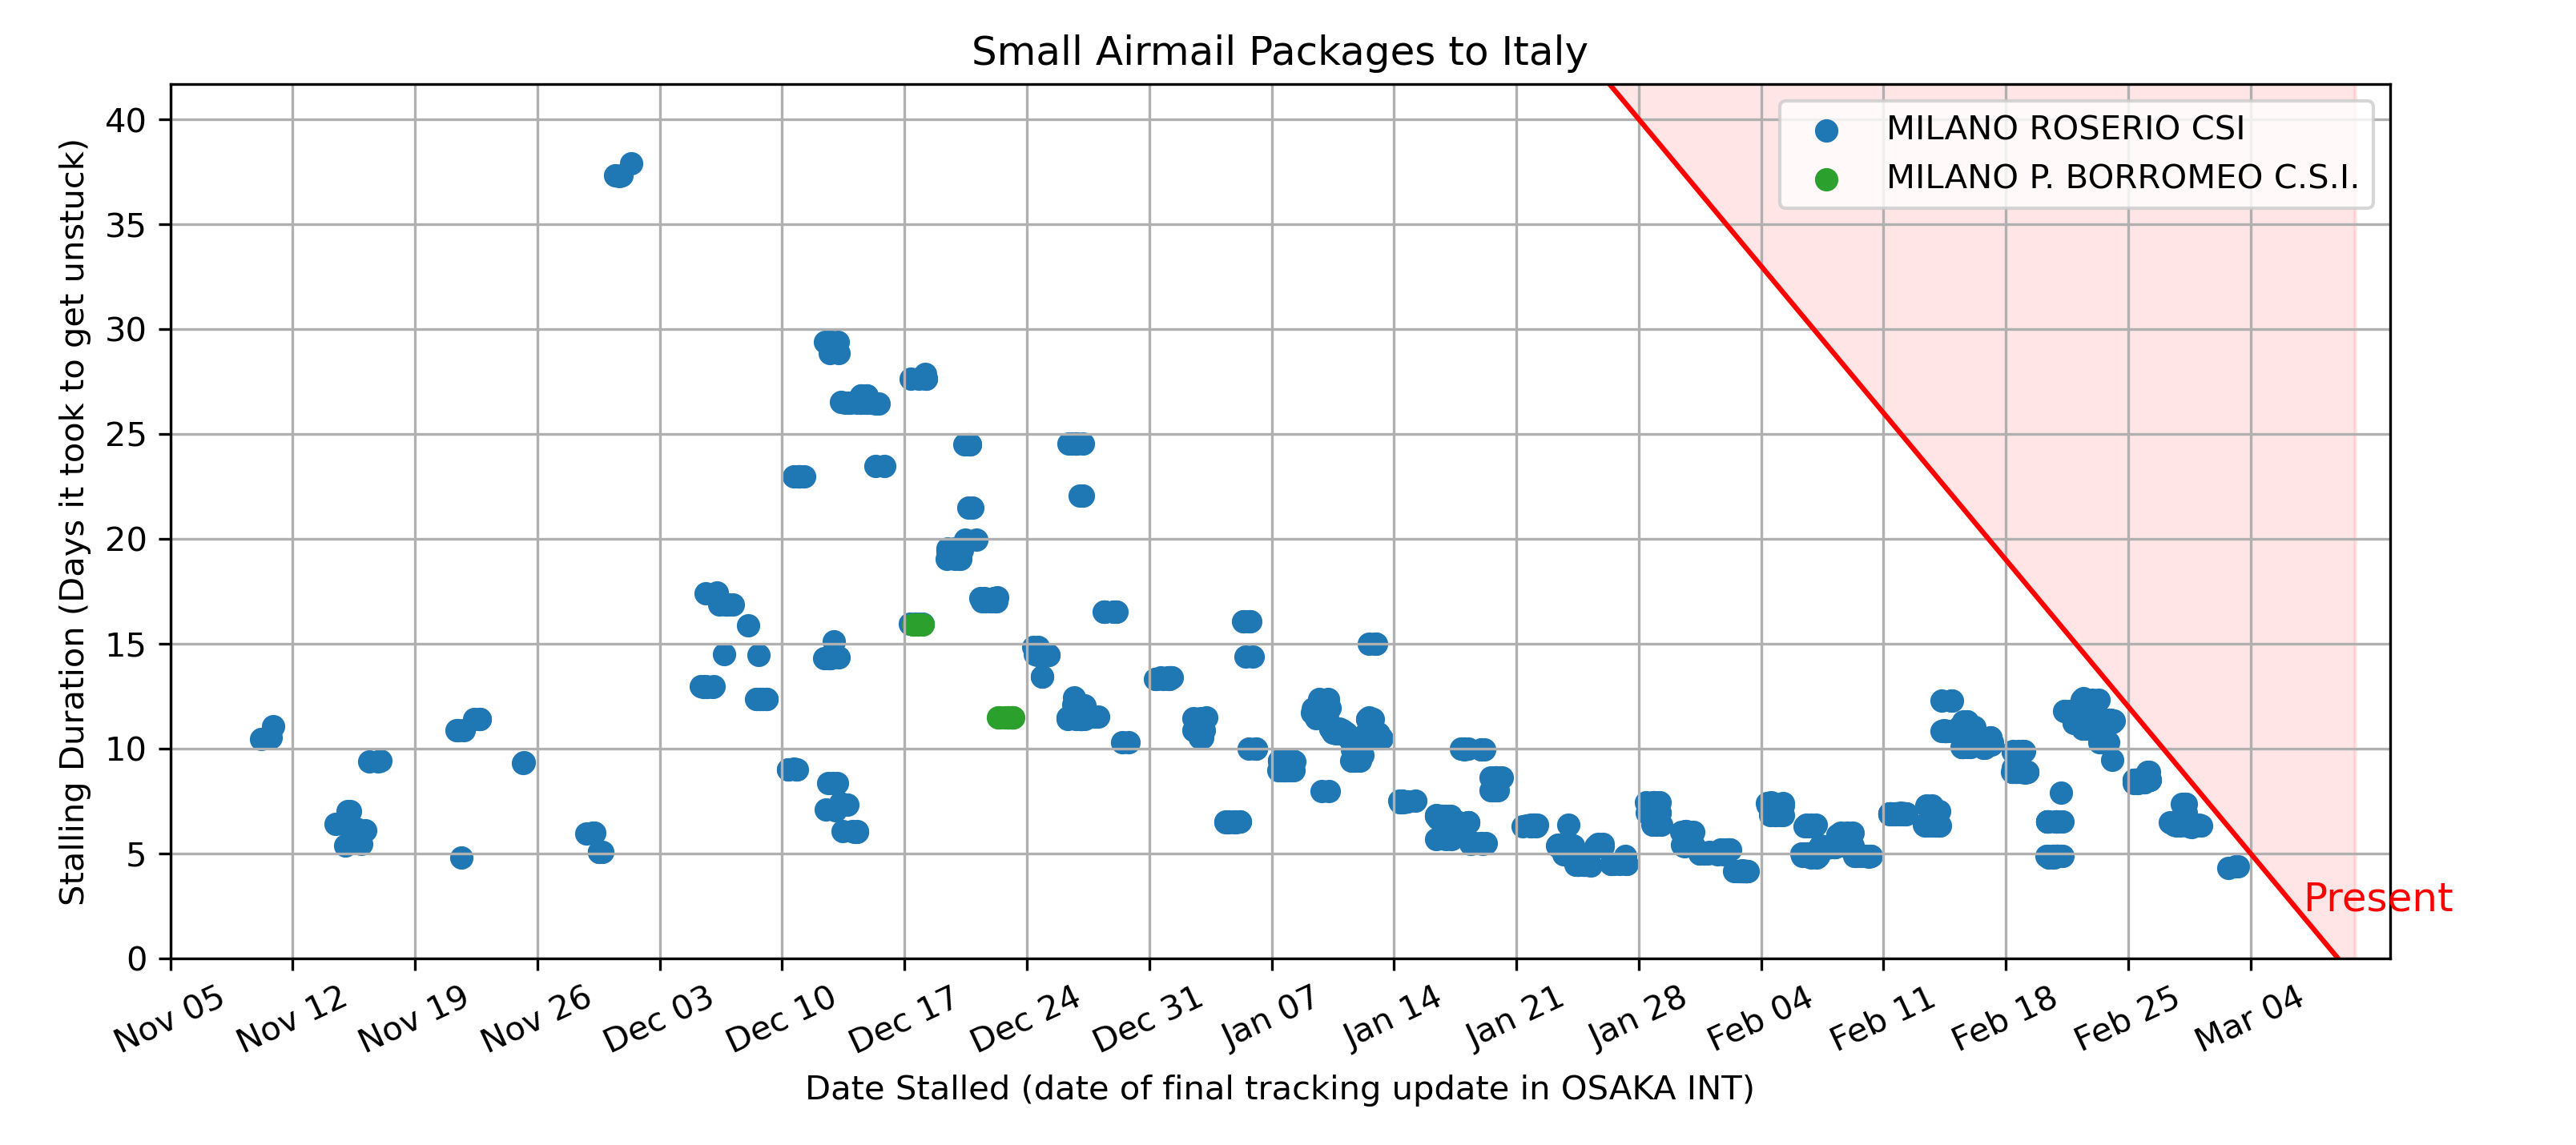 Small Airmail Packages to Italy
MILANO ROSERIO CSI
MILANO P. BORROMEO C.S.I.
Stalling Duration (Days it took to get unstuck)
40
35
30
25
20
15
10
5
0
Present
Nov 05
Nov 12
Nov 19
Nov 26
Dec 03
Dec 10
Dec 17
Dec 24
Dec 31
Jan 07
Jan 14
Jan 21
Jan 28
Feb 04
Feb 11
Feb 18
Feb 25
Mar 04
Date Stalled (date of final tracking update in OSAKA INT)